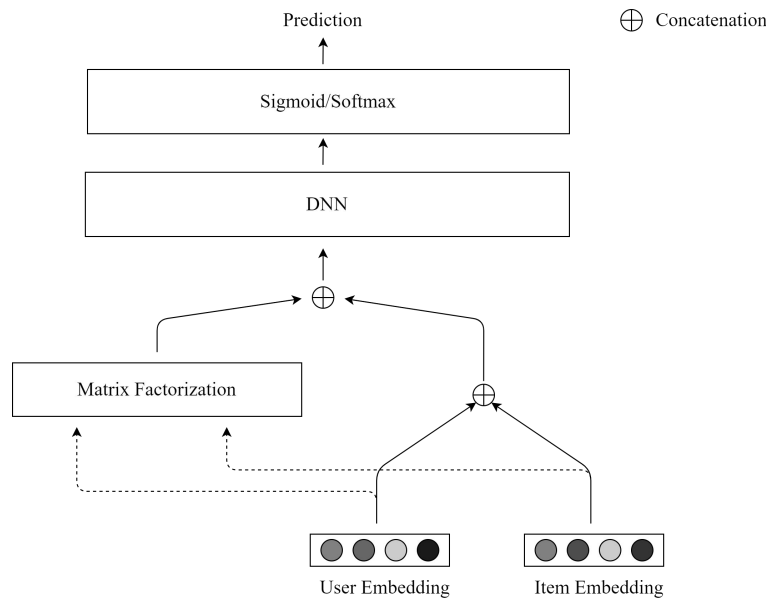 Prediction
Concatenation
Sigmoid/Softmax
DNN
Matrix Factorization
User Embedding
Item Embedding